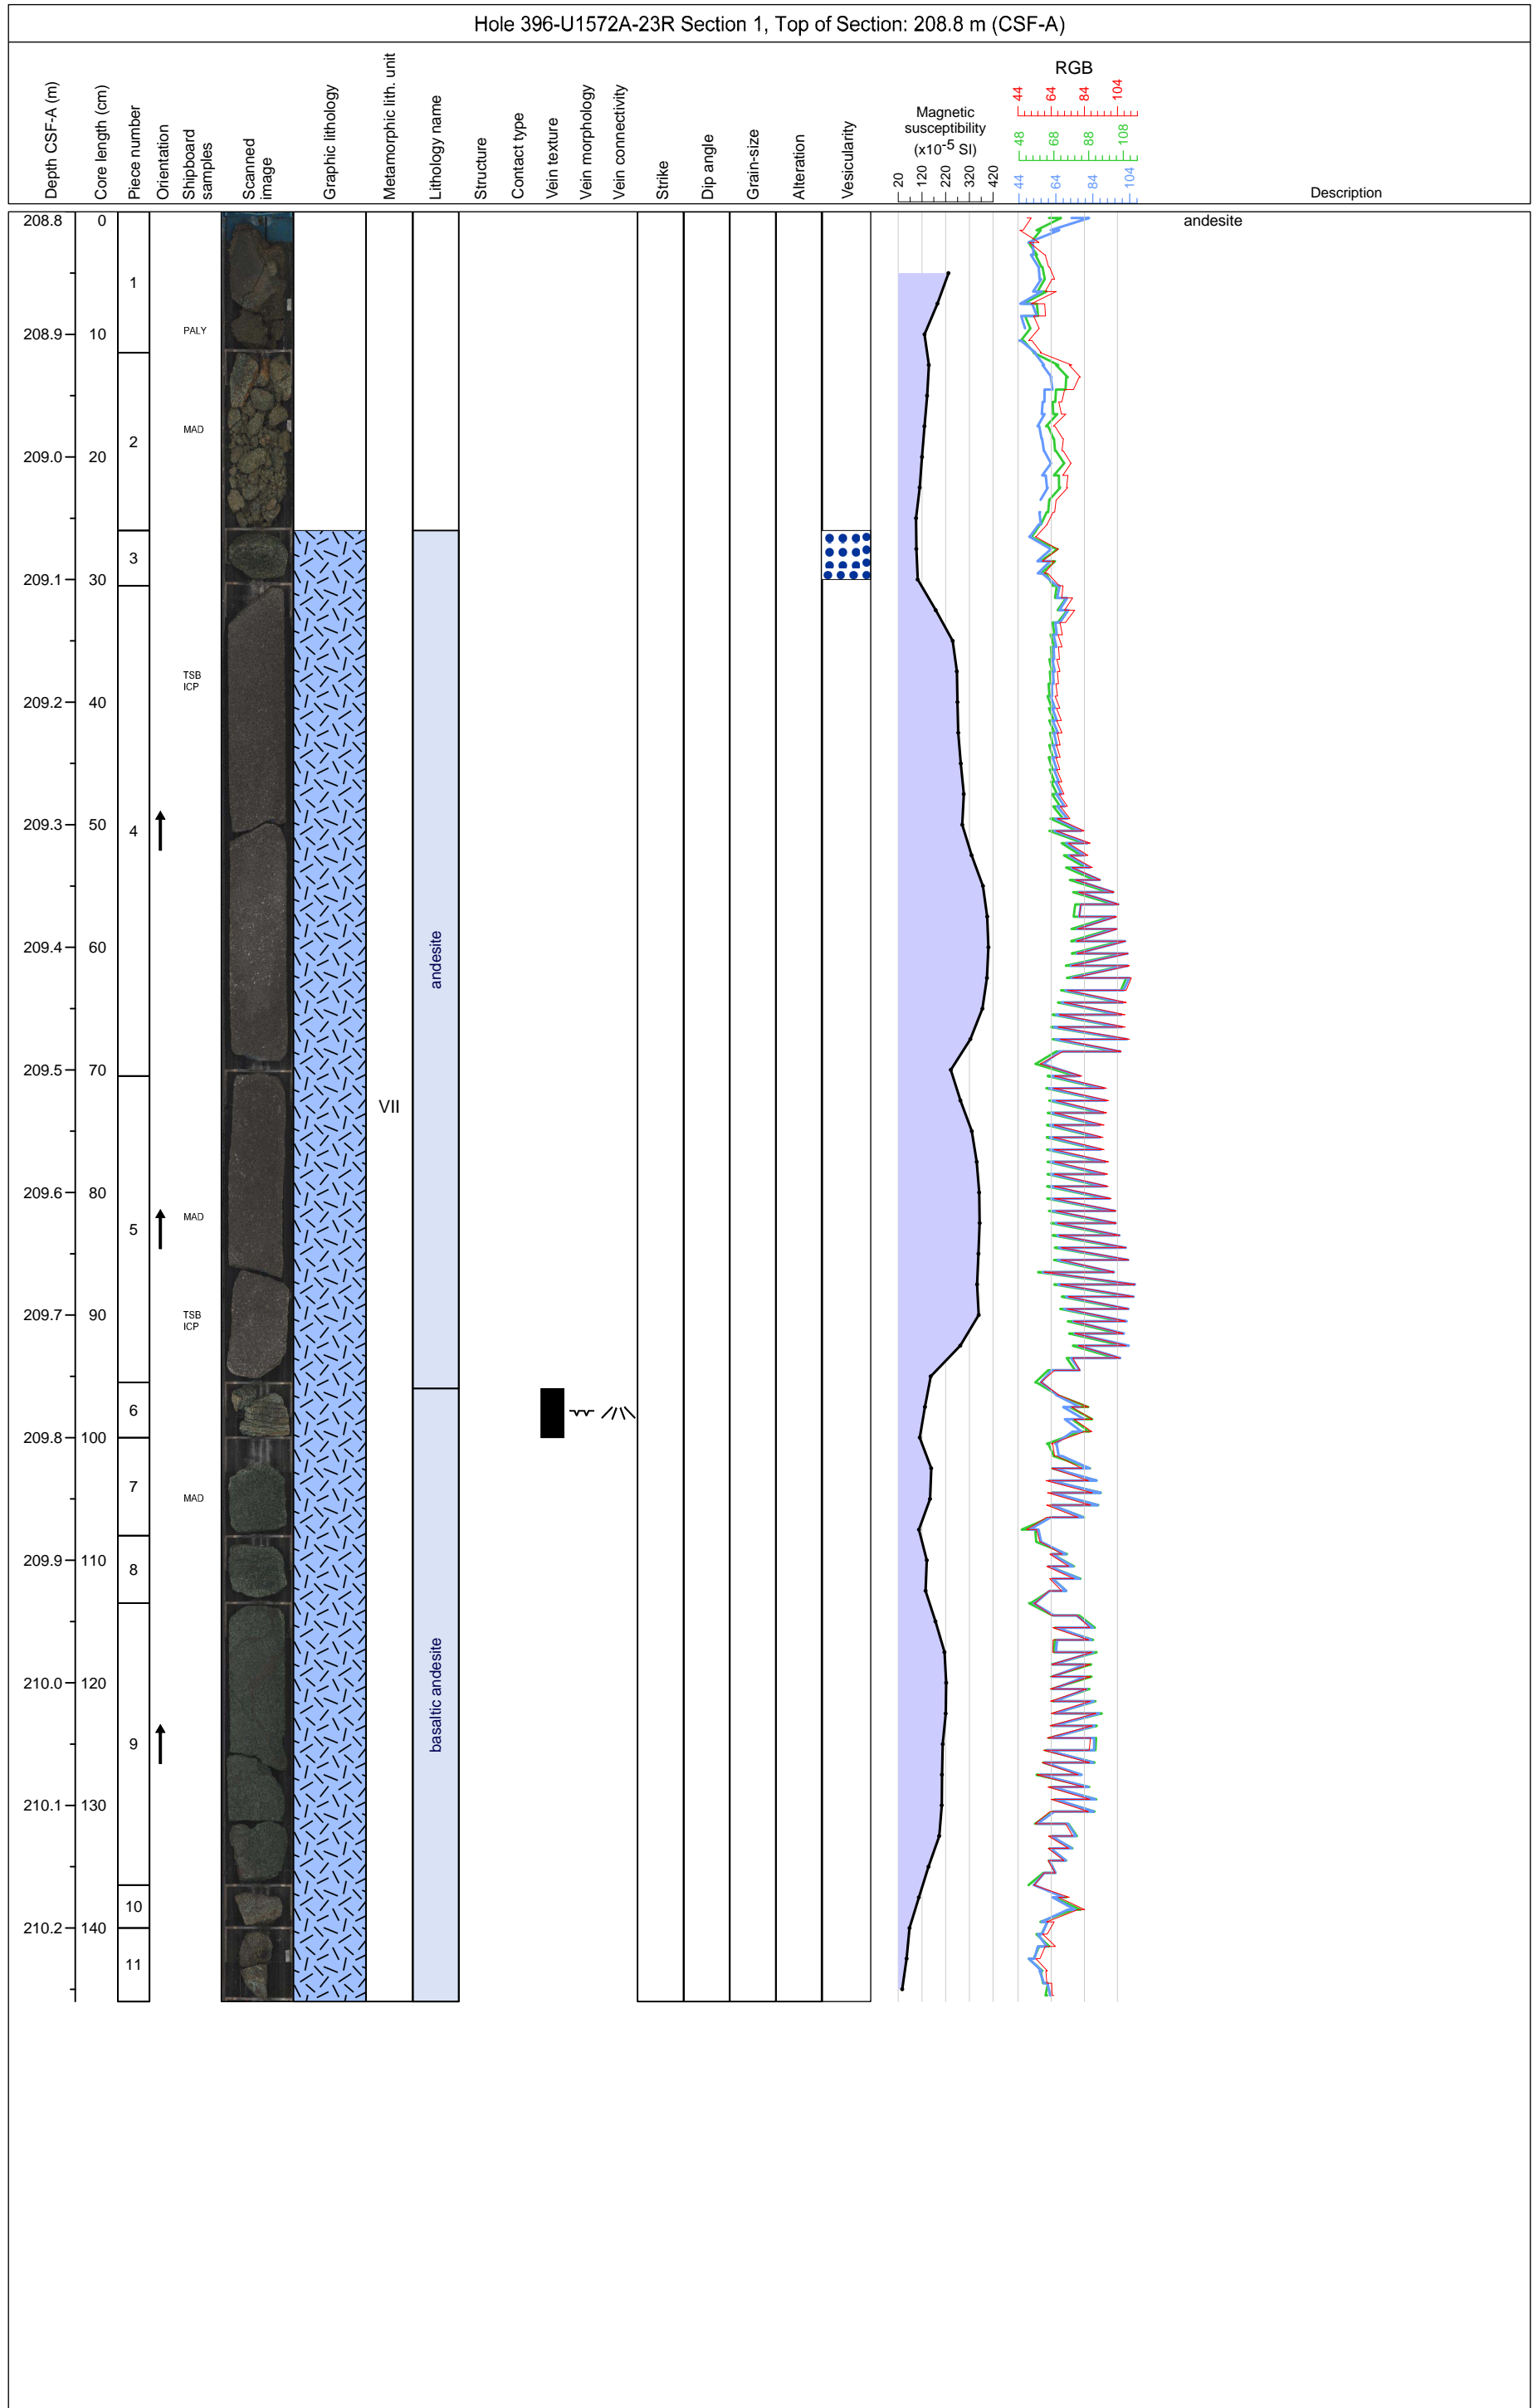 Hole 396-U1572A-23R Section 1, Top of Section: 208.8 m (CSF-A)
Depth CSF-A (m)
Core length (cm)
Piece number
Orientation
Shipboard
samples
Scanned
image
Graphic lithology
Metamorphic lith. unit
Lithology name
Structure
Contact type
Vein texture
Vein morphology
Vein connectivity
Strike
Dip angle
Grain-size
Alteration
Vesicularity
Magnetic
susceptibility
(x10-5 SI)
20 120 220 320 420
RGB
44 64 84 104
48 68 88 108
44 64 84 104
Description
208.8 0
andesite
1
208.9 10
PALY
MAD
2
209.0 20
3
209.1 30
TSB
ICP
209.2 40
209.3 50
4
209.4 60
andesite
209.5 70
VII
209.6 80
MAD
5
209.7 90
TSB
ICP
6
209.8 100
7
MAD
209.9 110
8
210.0 120
basaltic andesite
9
210.1 130
10
210.2 140
11